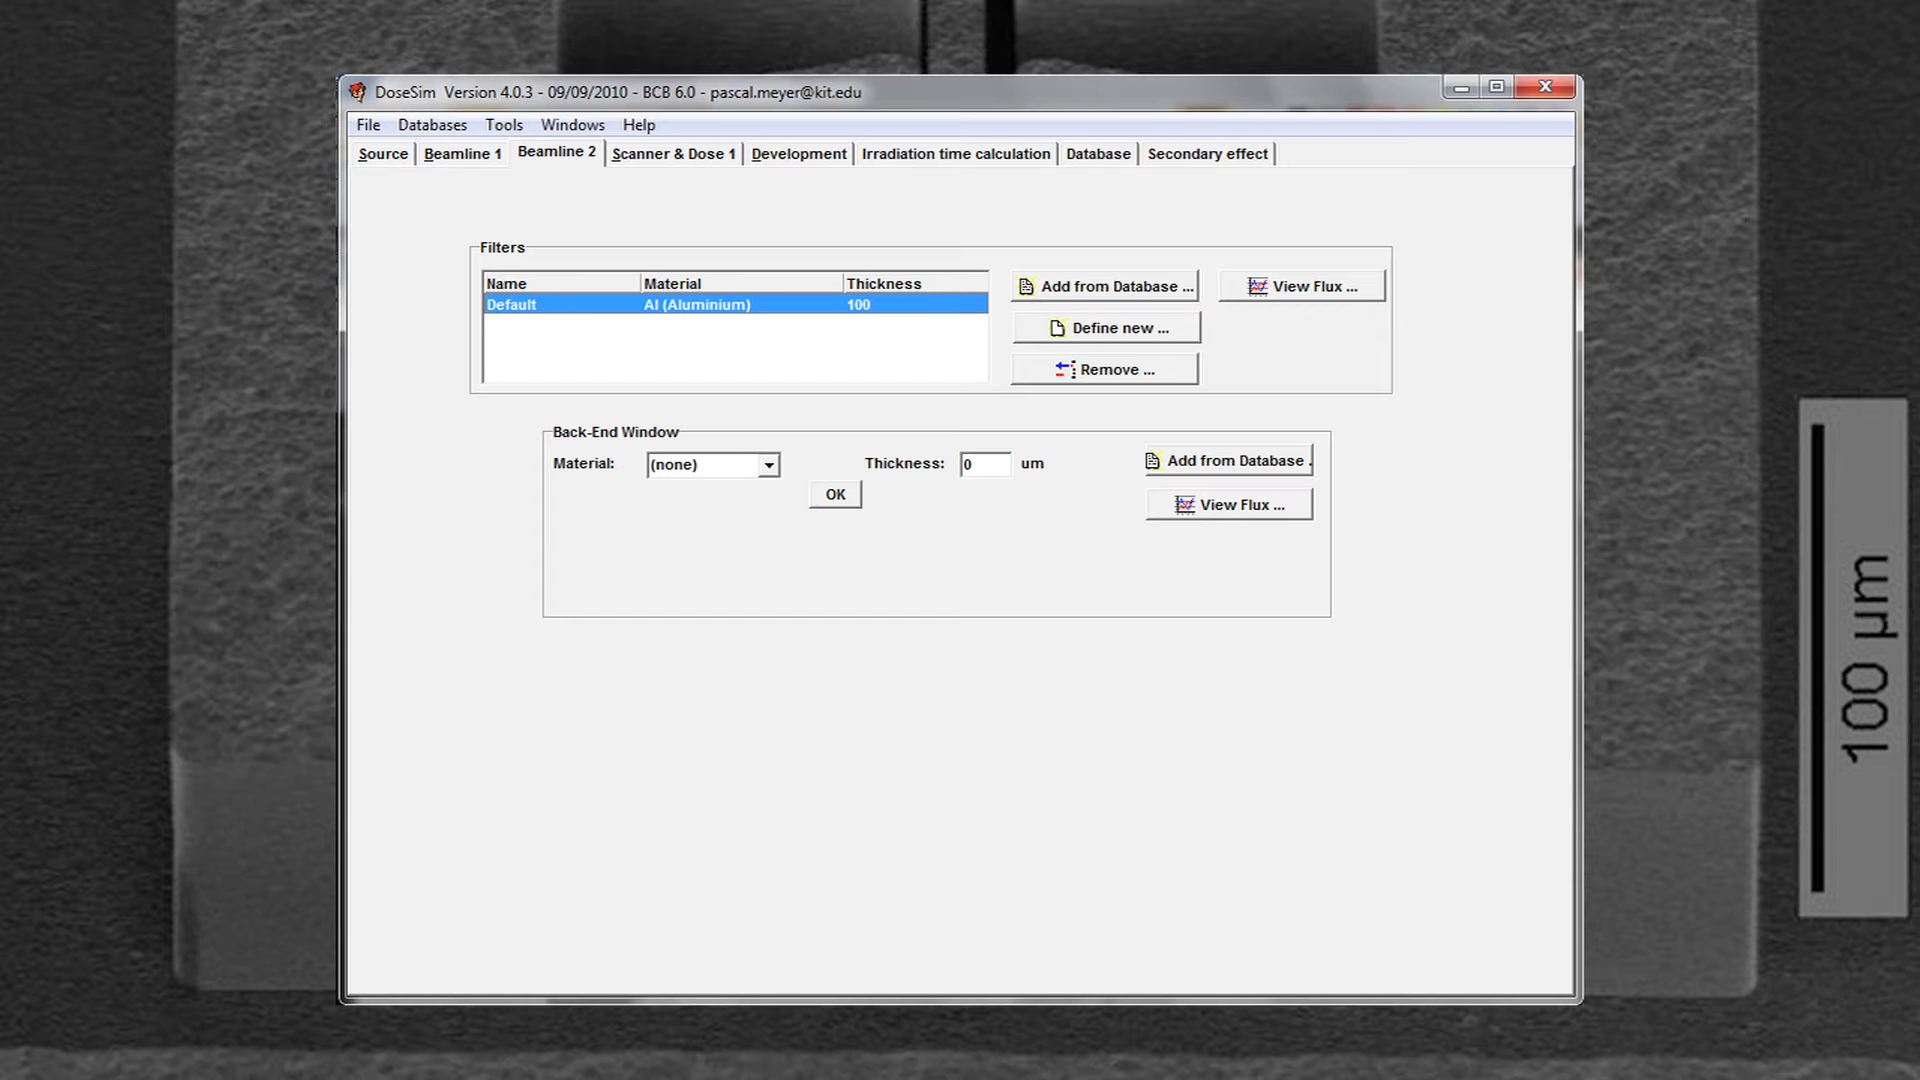 DoseSim Version 4.0.3 - 09/09/2010 - BCB 6.0 - pascal.meyer@kit.edu
File Databases Tools Windows Help
Source Beamline 1 Beamline 2 Scanner & Dose 1 Development Irradiation time calculation Database Secondary effect
Filters
Name Material Thickness
Default Al (Aluminium) 100
Add from Database ...
View Flux ...
Define new ...
Remove ...
Back-End Window
Material: (none) Thickness: 0 um
OK
Add from Database .
View Flux ...
100 µm